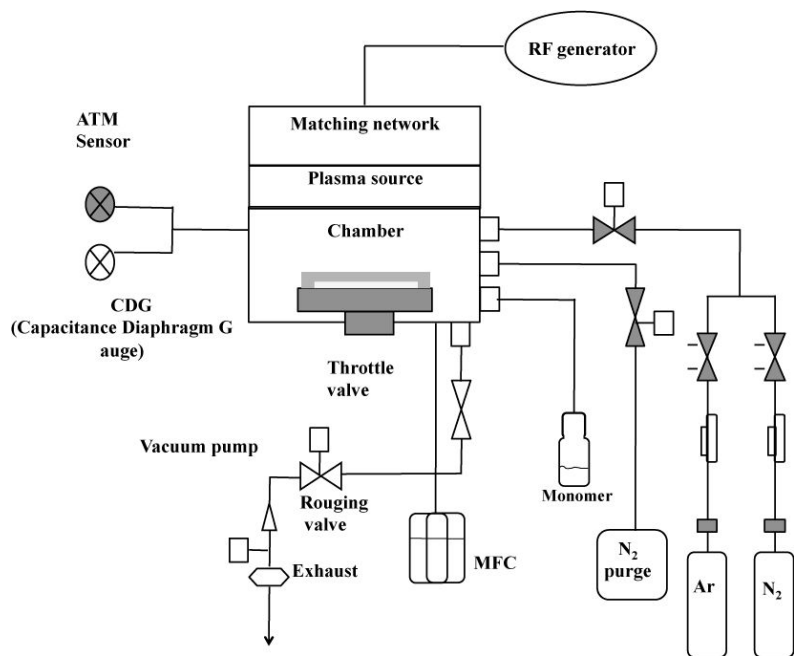 RF generator
ATM
Sensor
Matching network
Plasma source
Chamber
CDG
(Capacitance Diaphragm G
auge)
Throttle
valve
Vacuum pump
Rouging
valve
Monomer
Exhaust
MFC
N₂
purge
Ar
N₂